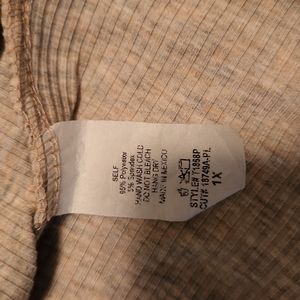 SELF
95% Polyester
5% Spandex
HAND WASH COLD
DO NOT BLEACH
HANG DRY
MADE IN MEXICO
STYLE# T1868P
CUT# 18749A-PL
1X